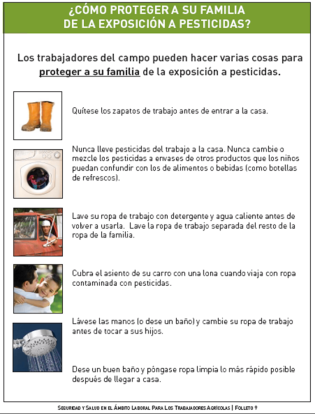 ¿CÓMO PROTEGER A SU FAMILIA
DE LA EXPOSICIÓN A PESTICIDAS?
Los trabajadores del campo pueden hacer varias cosas para
proteger a su familia de la exposición a pesticidas.
Quítese los zapatos de trabajo antes de entrar a la casa.
Nunca lleve pesticidas del trabajo a la casa. Nunca cambie o
mezcle los pesticidas a envases de otros productos que los niños
puedan confundir con los de alimentos o bebidas (como botellas
de refrescos).
Lave su ropa de trabajo con detergente y agua caliente antes de
volver a usarla.  Lave la ropa de trabajo separada del resto de la
ropa de la familia.
Cubra el asiento de su carro con una lona cuando viaja con ropa
contaminada con pesticidas.
Lávese las manos (o dese un baño) y cambie su ropa de trabajo
antes de tocar a sus hijos.
Dese un buen baño y póngase ropa limpia lo más rápido posible
después de llegar a casa.
Seguridad y Salud en el Ámbito Laboral Para Los Trabajadores Agrícolas | Folleto 9